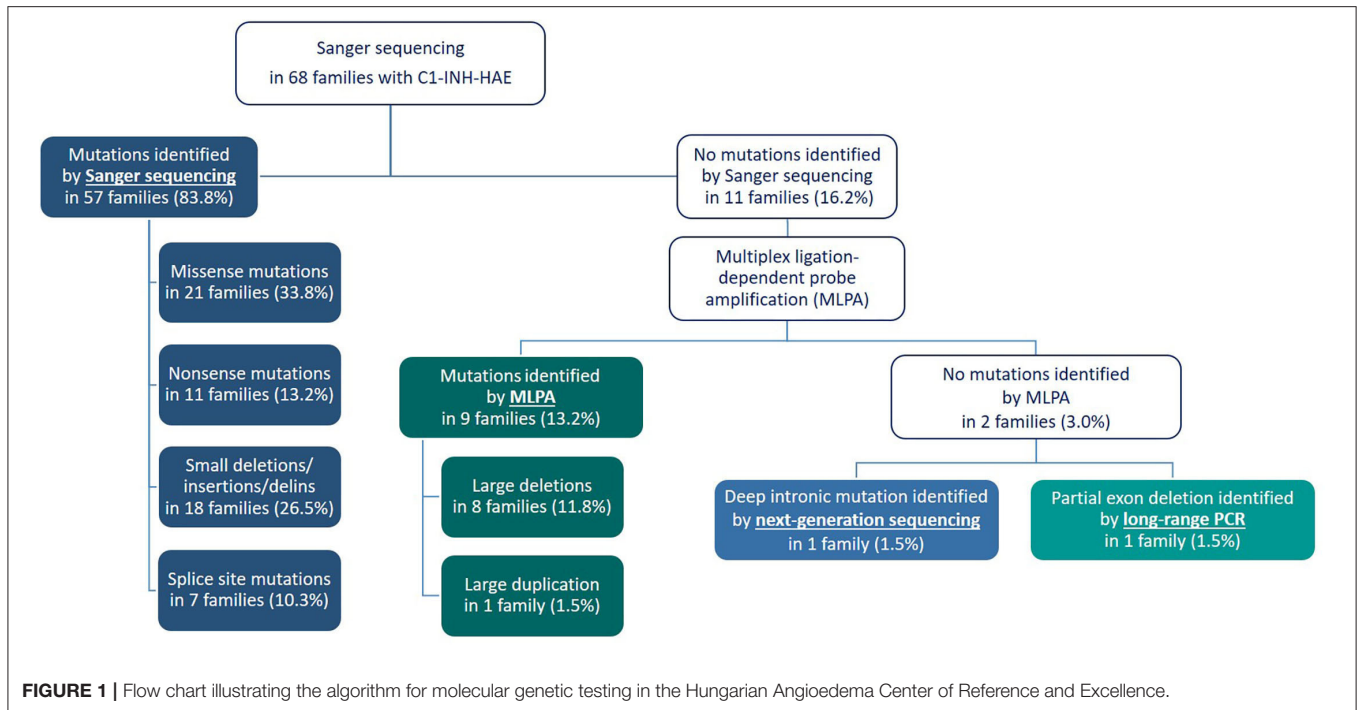 Sanger sequencing
in 68 families with C1-INH-HAE
Mutations identified
by Sanger sequencing
in 57 families (83.8%)
No mutations identified
by Sanger sequencing
in 11 families (16.2%)
Missense mutations
in 21 families (33.8%)
Nonsense mutations
in 11 families (13.2%)
Small deletions/
insertions/delins
in 18 families (26.5%)
Splice site mutations
in 7 families (10.3%)
Multiplex ligation-
dependent probe
amplification (MLPA)
Mutations identified
by MLPA
in 9 families (13.2%)
Large deletions
in 8 families (11.8%)
Large duplication
in 1 family (1.5%)
No mutations identified
by MLPA
in 2 families (3.0%)
Deep intronic mutation identified
by next-generation sequencing
in 1 family (1.5%)
Partial exon deletion identified
by long-range PCR
in 1 family (1.5%)
FIGURE 1 | Flow chart illustrating the algorithm for molecular genetic testing in the Hungarian Angioedema Center of Reference and Excellence.